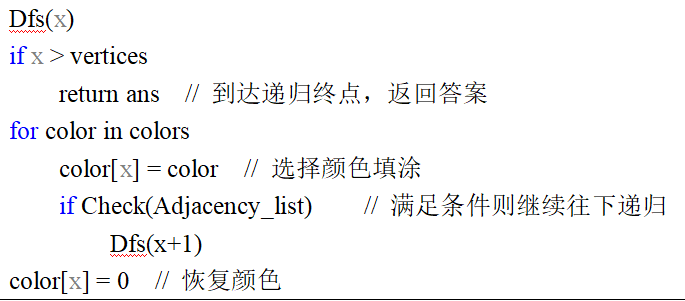 Dfs(x)
if x > vertices
return ans // 到达递归终点，返回答案
for color in colors
color[x] = color // 选择颜色填涂
if Check(Adjacency_list) // 满足条件则继续往下递归
Dfs(x+1)
color[x] = 0 // 恢复颜色